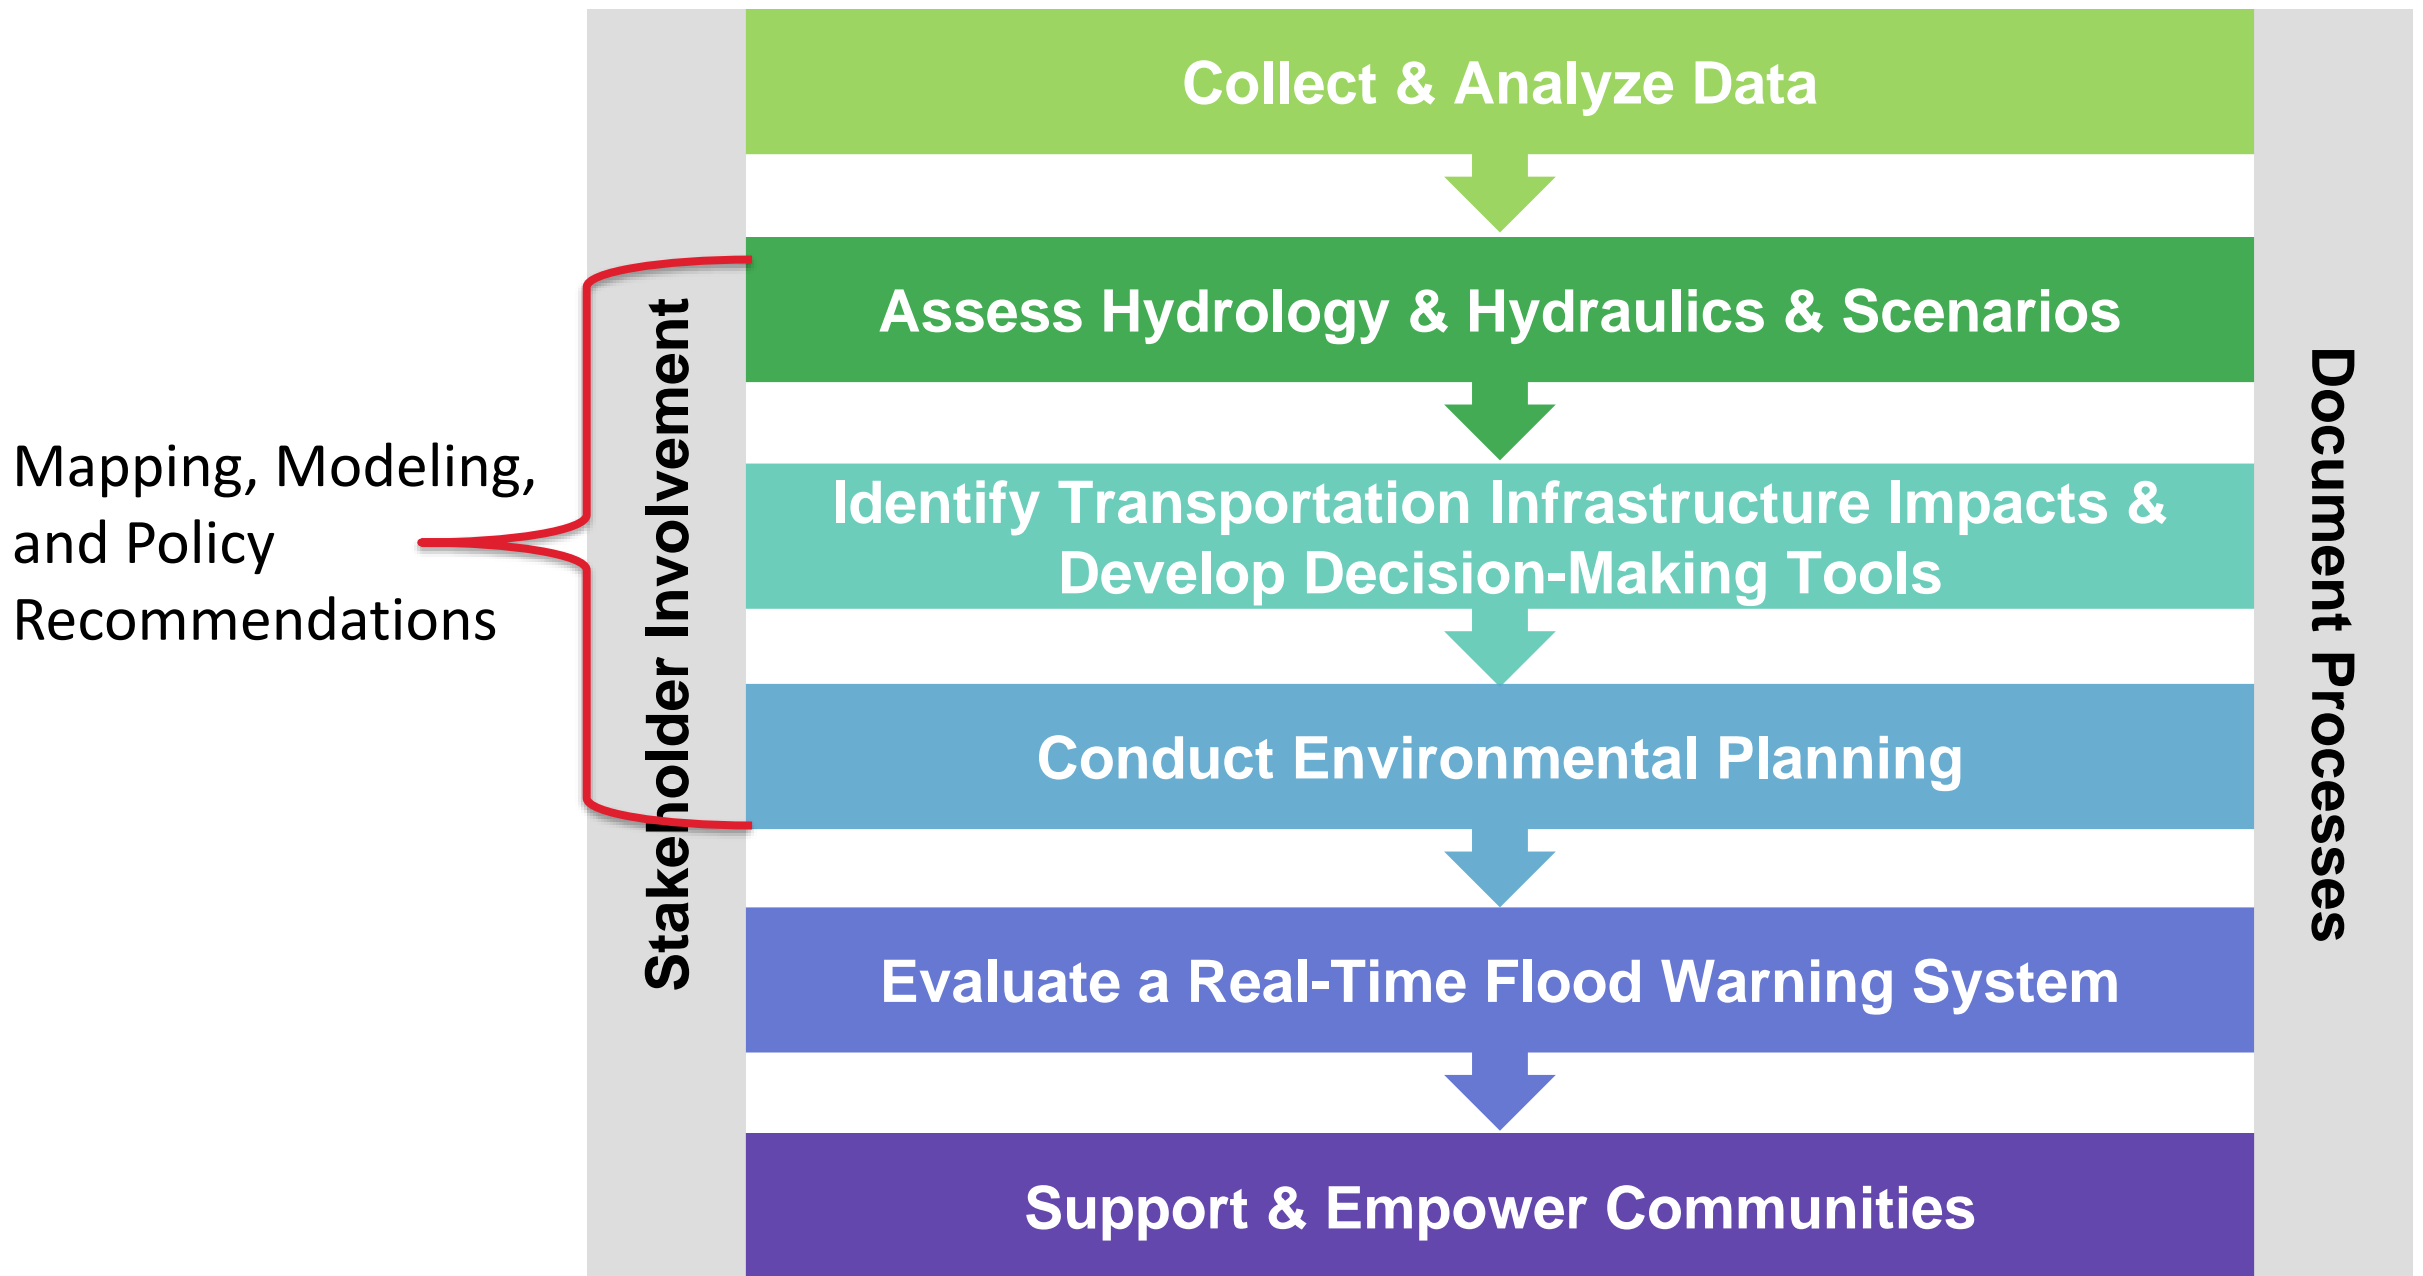 Collect & Analyze Data
Assess Hydrology & Hydraulics & Scenarios
Identify Transportation Infrastructure Impacts &
Develop Decision-Making Tools
Conduct Environmental Planning
Evaluate a Real-Time Flood Warning System
Support & Empower Communities
Stakeholder Involvement
Document Processes
Mapping, Modeling,
and Policy
Recommendations